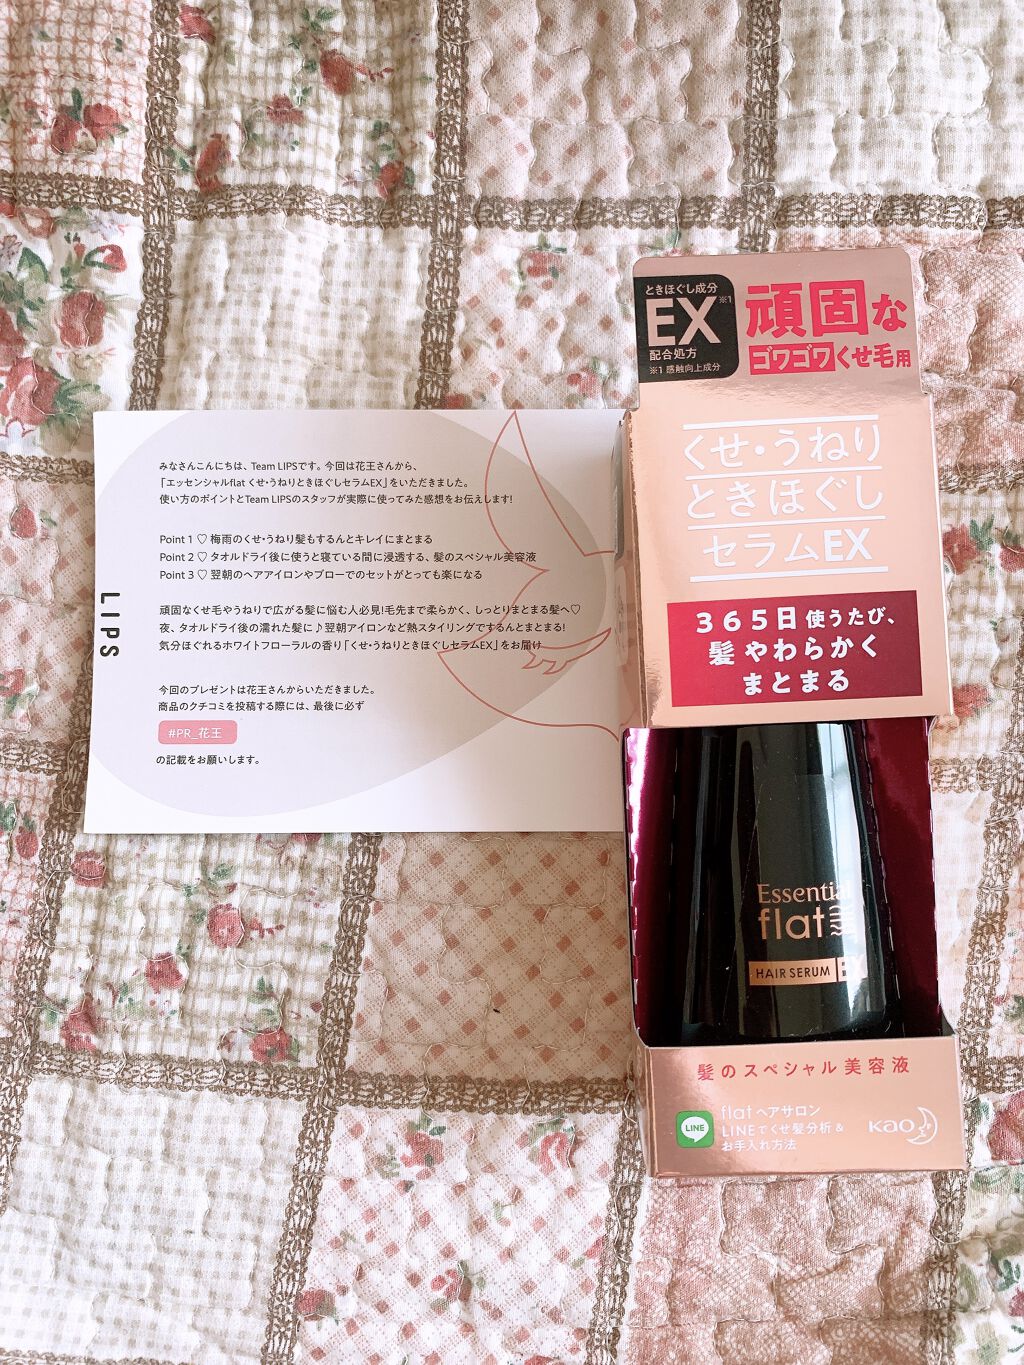 LIPS
みなさんこんにちは、Team LIPSです。今回は花王さんから、
「エッセンシャルflat くせ・うねりときほぐしセラムEX」をいただきました。
使い方のポイントとTeam LIPSのスタッフが実際に使ってみた感想をお伝えします!
Point 1 ♡ 梅雨のくせ・うねり髪もするんとキレイにまとまる
Point 2 ♡ タオルドライ後に使うと寝ている間に浸透する、髪のスペシャル美容液
Point 3 ♡ 翌朝のヘアアイロンやブローでのセットがとっても楽になる
頑固なくせ毛やうねりで広がる髪に悩む人必見!毛先まで柔らかく、しっとりまとまる髪へ♡
夜、タオルドライ後の濡れた髪に♪翌朝アイロンなど熱スタイリングでするんとまとまる!
気分ほぐれるホワイトフローラルの香り「くせ・うねりときほぐしセラムEX」をお届け
今回のプレゼントは花王さんからいただきました。
商品のクチコミを投稿する際には、最後に必ず
#PR_花王
の記載をお願いします。
ときほぐし成分
EX※1
配合処方
※1 感触向上成分
頑固な
ゴワゴワくせ毛用
くせ・うねり
ときほぐし
セラムEX
365日使うたび、
髪やわらかく
まとまる
Essential
flat
HAIR SERUM
髪のスペシャル美容液
LINE
flatヘアサロン
LINEでくせ髪分析&
お手入れ方法
Kao